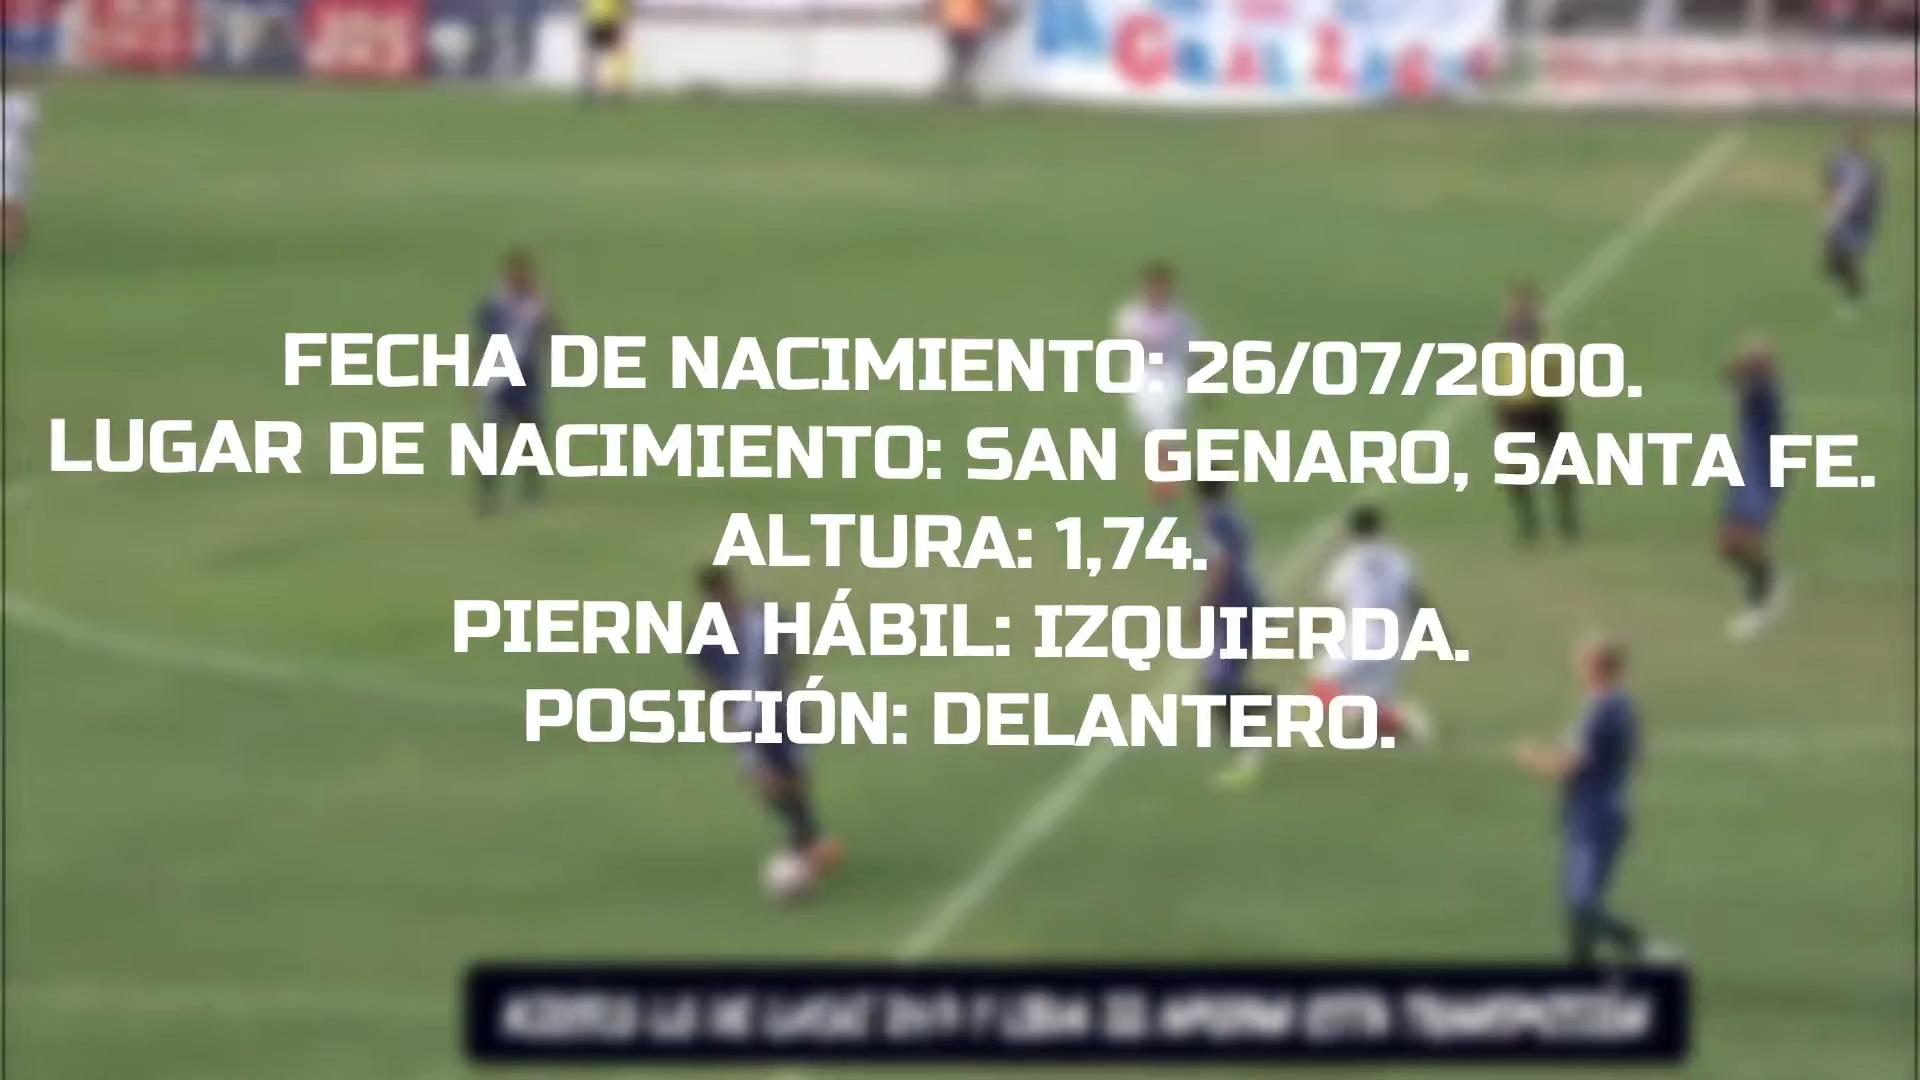 FECHA DE NACIMIENTO: 26/07/2000.
LUGAR DE NACIMIENTO: SAN GENARO, SANTA FE.
ALTURA: 1,74.
PIERNA HÁBIL: IZQUIERDA.
POSICIÓN: DELANTERO.